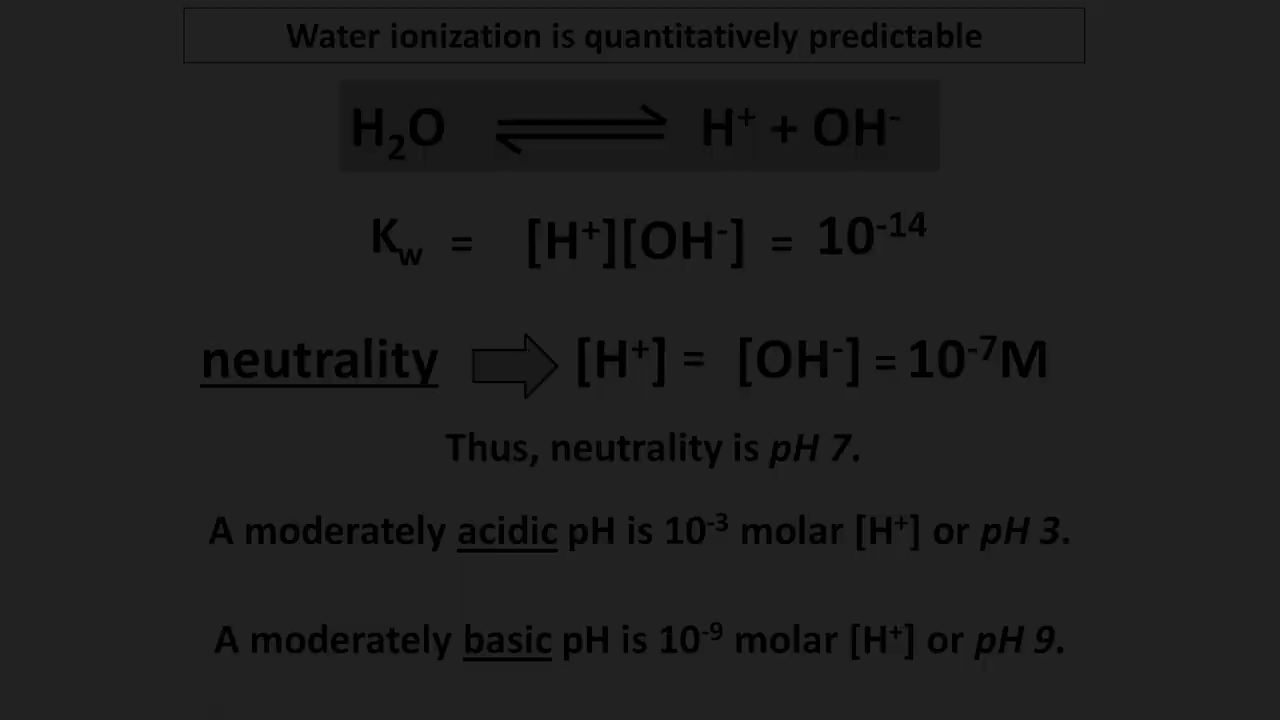 Water ionization is quantitatively predictable
H₂O ⇌ H⁺ + OH⁻
K_w = [H⁺][OH⁻] = 10⁻¹⁴
neutrality [H⁺] = [OH⁻] = 10⁻⁷M
Thus, neutrality is pH 7.
A moderately acidic pH is 10⁻³ molar [H⁺] or pH 3.
A moderately basic pH is 10⁻⁹ molar [H⁺] or pH 9.